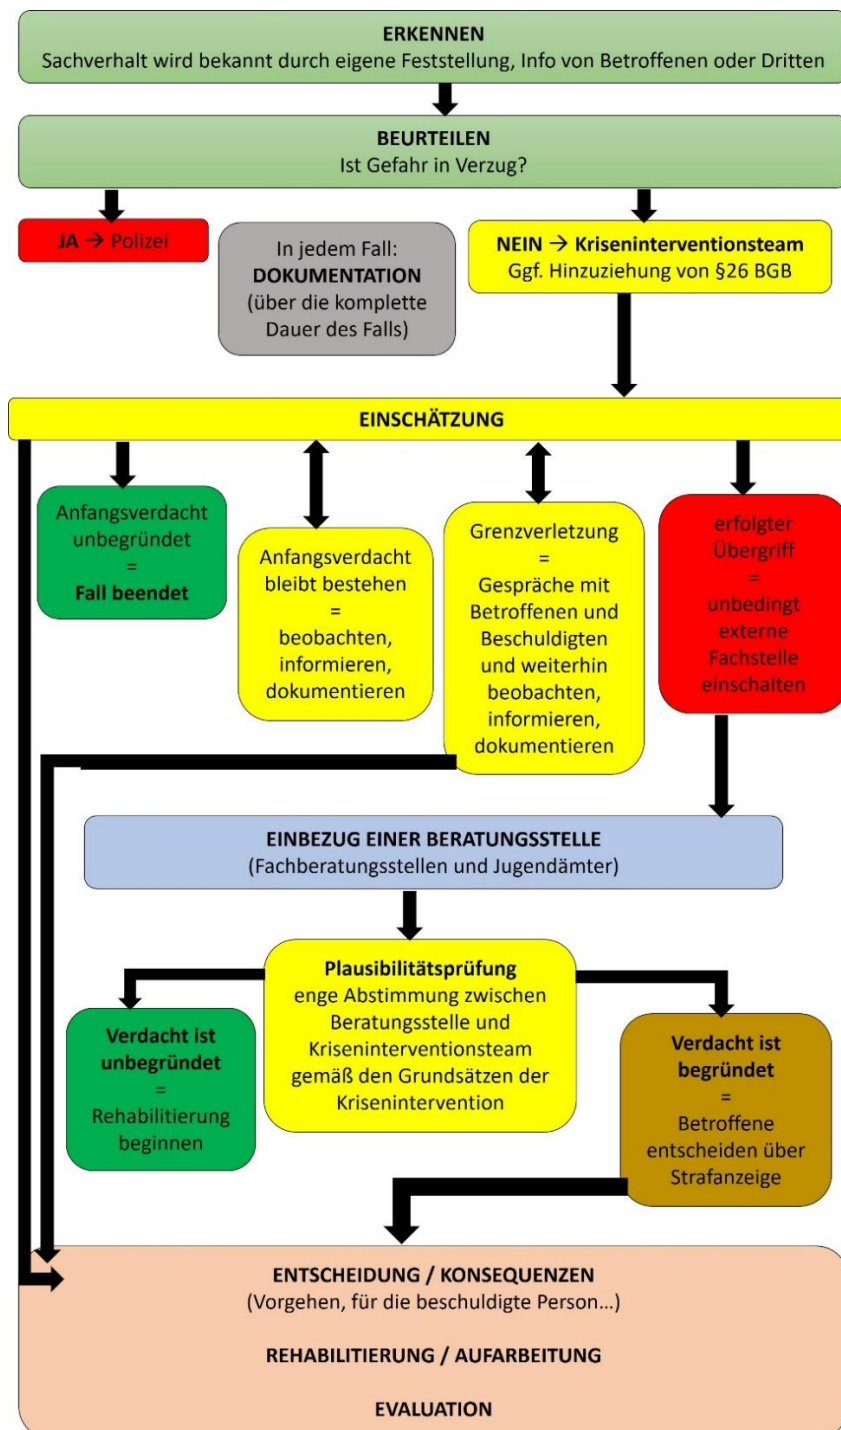 ERKENNEN
Sachverhalt wird bekannt durch eigene Feststellung, Info von Betroffenen oder Dritten
BEURTEILEN
Ist Gefahr in Verzug?
JA → Polizei
In jedem Fall:
DOKUMENTATION
(über die komplette
Dauer des Falls)
NEIN → Kriseninterventionsteam
Ggf. Hinzuziehung von §26 BGB
EINSCHÄTZUNG
Anfangsverdacht
unbegründet
=
Fall beendet
Anfangsverdacht
bleibt bestehen
=
beobachten,
informieren,
dokumentieren
Grenzverletzung
=
Gespräche mit
Betroffenen und
Beschuldigten
und weiterhin
beobachten,
informieren,
dokumentieren
erfolgter
Übergriff
=
unbedingt
externe
Fachstelle
einschalten
EINBEZUG EINER BERATUNGSSTELLE
(Fachberatungsstellen und Jugendämter)
Plausibilitätsprüfung
enge Abstimmung zwischen
Beratungsstelle und
Kriseninterventionsteam
gemäß den Grundsätzen der
Krisenintervention
Verdacht ist
unbegründet
=
Rehabilitierung
beginnen
Verdacht ist
begründet
=
Betroffene
entscheiden über
Strafanzeige
ENTSCHEIDUNG / KONSEQUENZEN
(Vorgehen, für die beschuldigte Person…)
REHABILITIERUNG / AUFARBEITUNG
EVALUATION